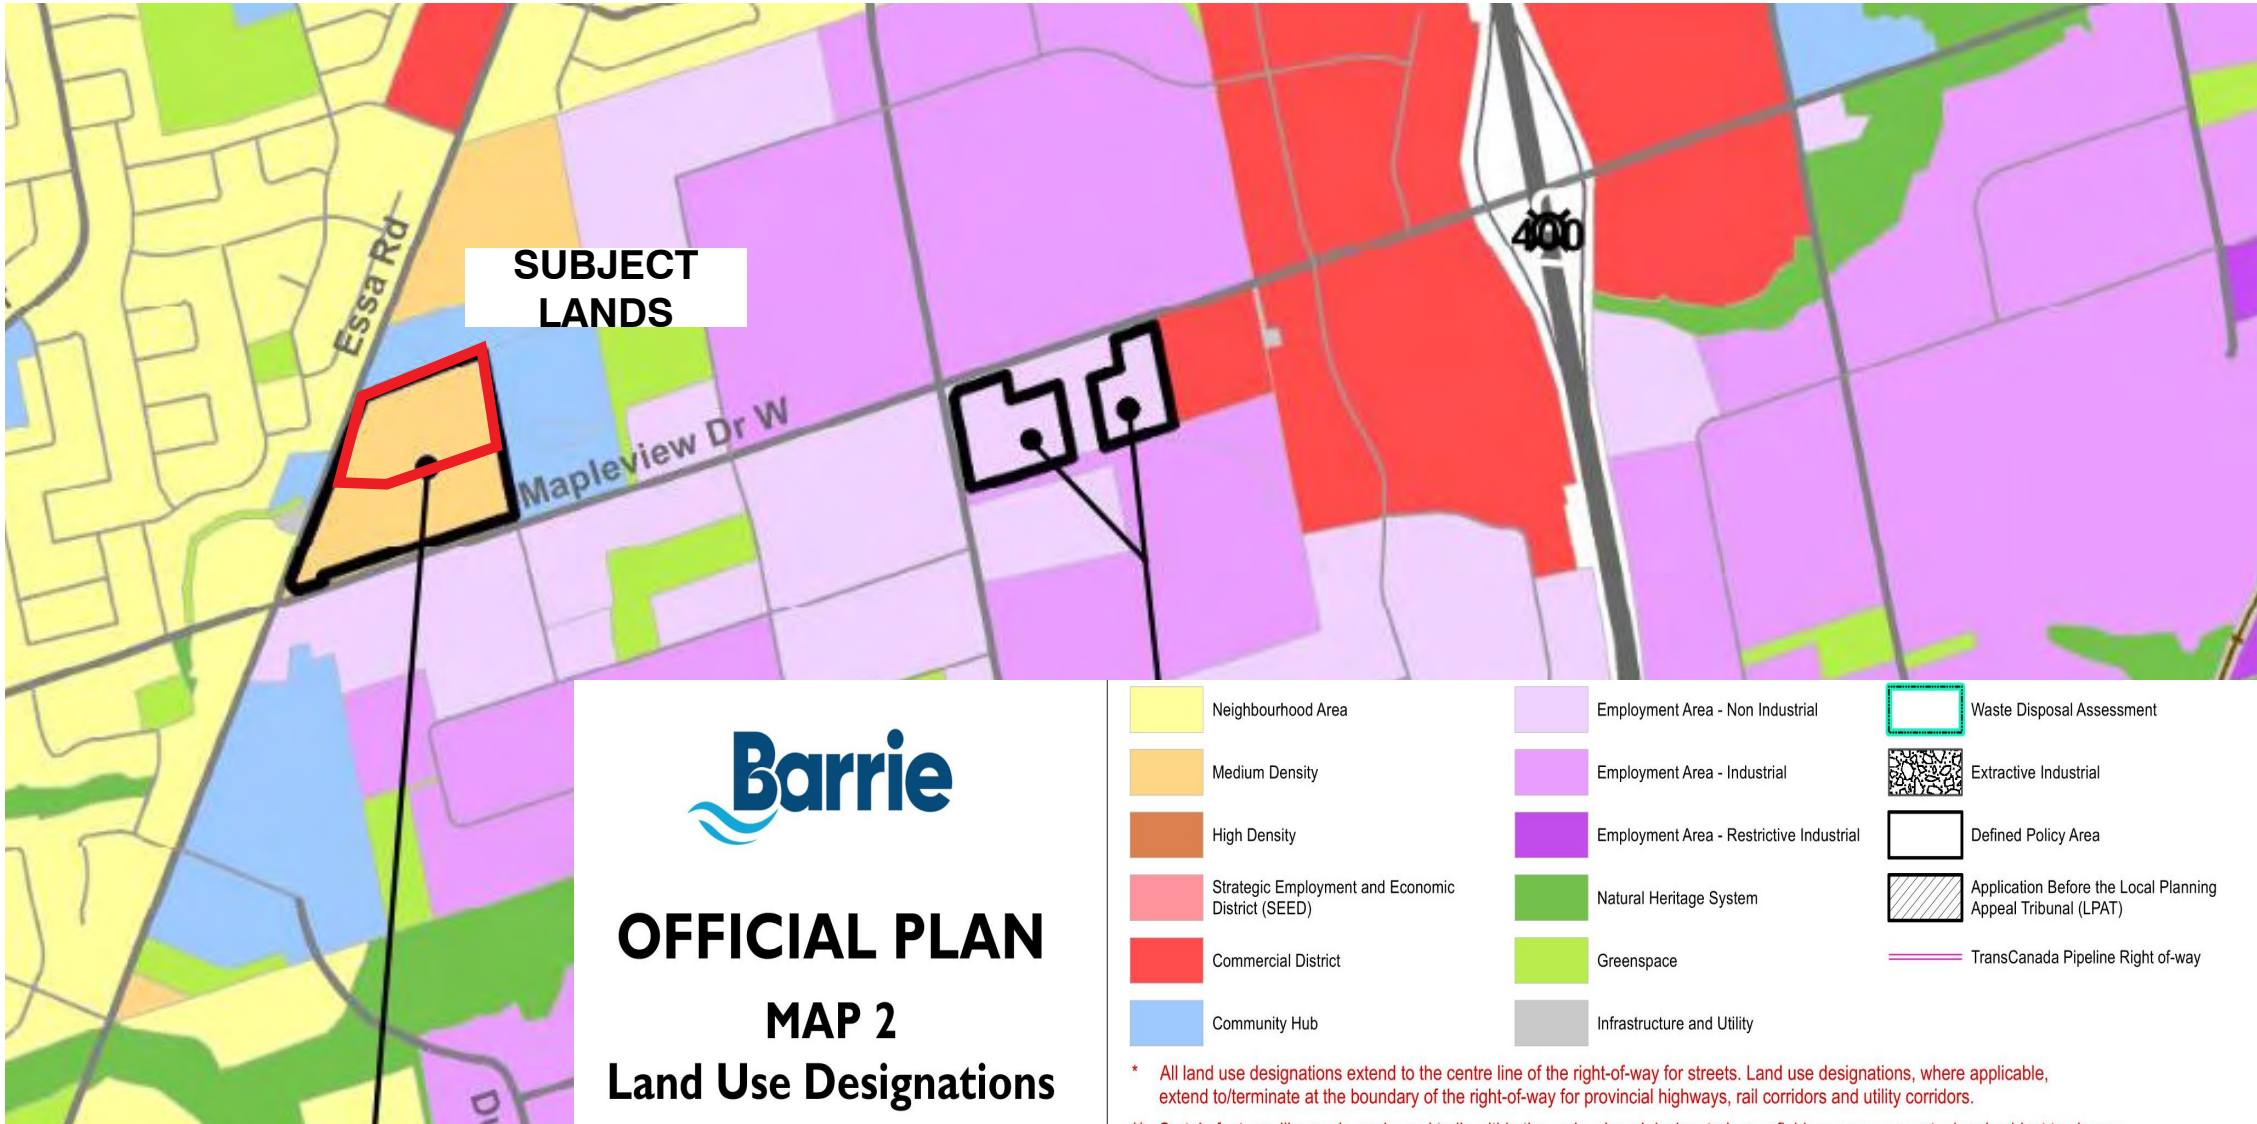 Essa Rd
SUBJECT
LANDS
Mapleview Dr W
400
Barrie
OFFICIAL PLAN
MAP 2
Land Use Designations
Neighbourhood Area
Medium Density
High Density
Strategic Employment and Economic
District (SEED)
Commercial District
Community Hub
Employment Area - Non Industrial
Employment Area - Industrial
Employment Area - Restrictive Industrial
Natural Heritage System
Greenspace
Infrastructure and Utility
Waste Disposal Assessment
Extractive Industrial
Defined Policy Area
Application Before the Local Planning
Appeal Tribunal (LPAT)
TransCanada Pipeline Right of-way
* All land use designations extend to the centre line of the right-of-way for streets. Land use designations, where applicable,
extend to/terminate at the boundary of the right-of-way for provincial highways, rail corridors and utility corridors.